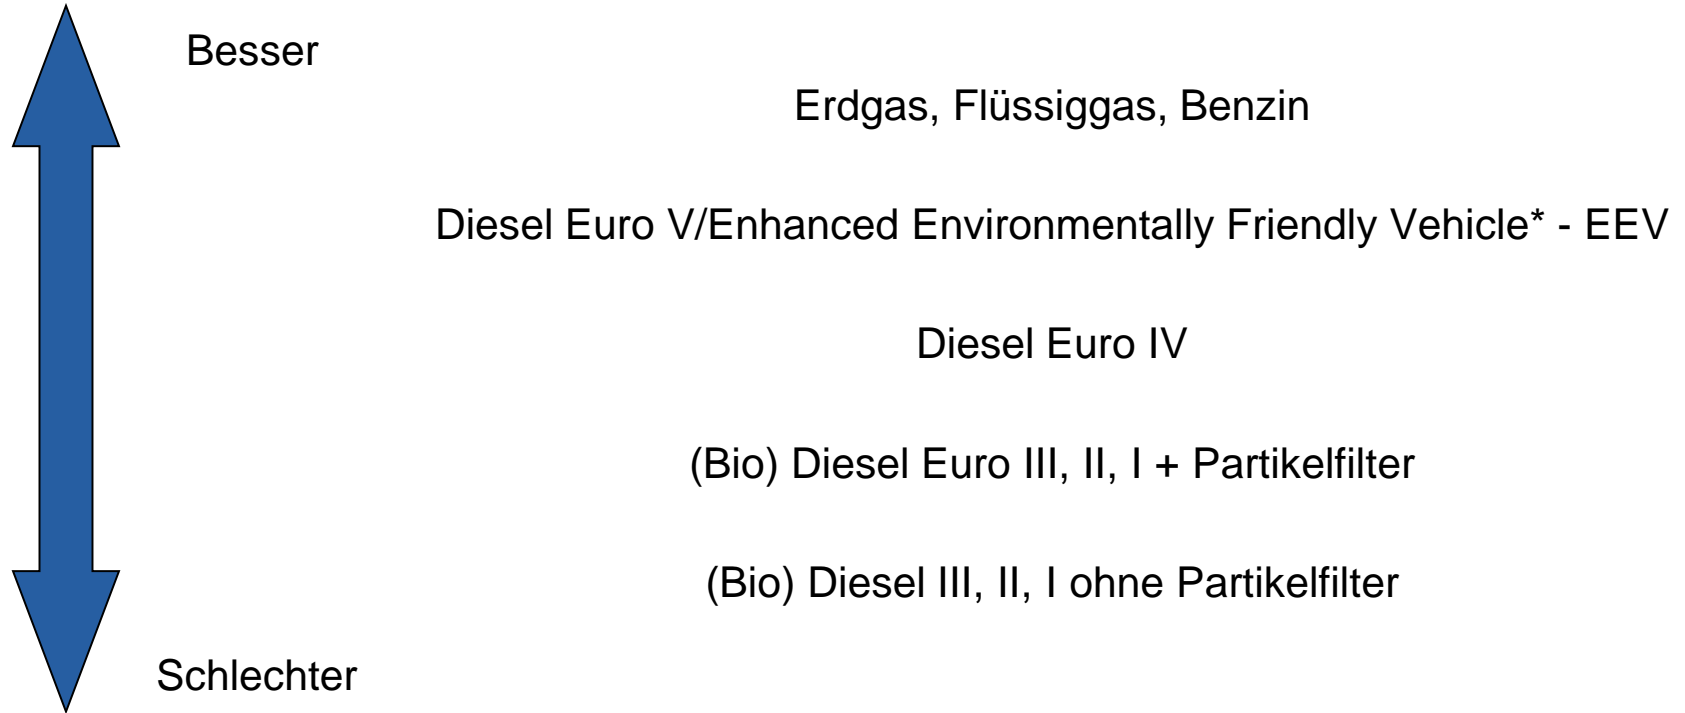 Besser
Erdgas, Flüssiggas, Benzin
Diesel Euro V/Enhanced Environmentally Friendly Vehicle* - EEV
Diesel Euro IV
(Bio) Diesel Euro III, II, I + Partikelfilter
(Bio) Diesel III, II, I ohne Partikelfilter
Schlechter